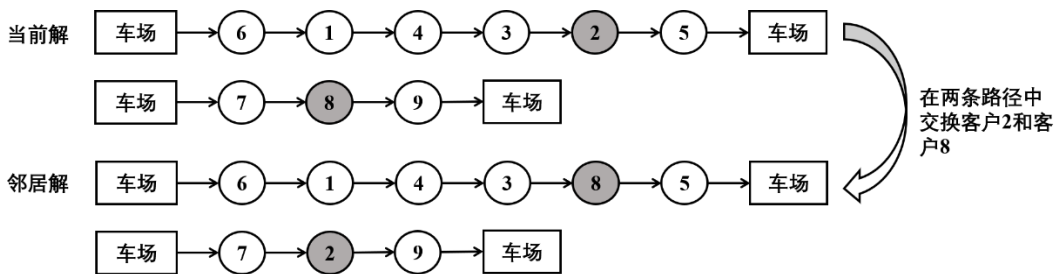 当前解 车场 6 1 4 3 2 5 车场
车场 7 8 9 车场
在两条路径中
交换客户2和客
户8
邻居解 车场 6 1 4 3 8 5 车场
车场 7 2 9 车场